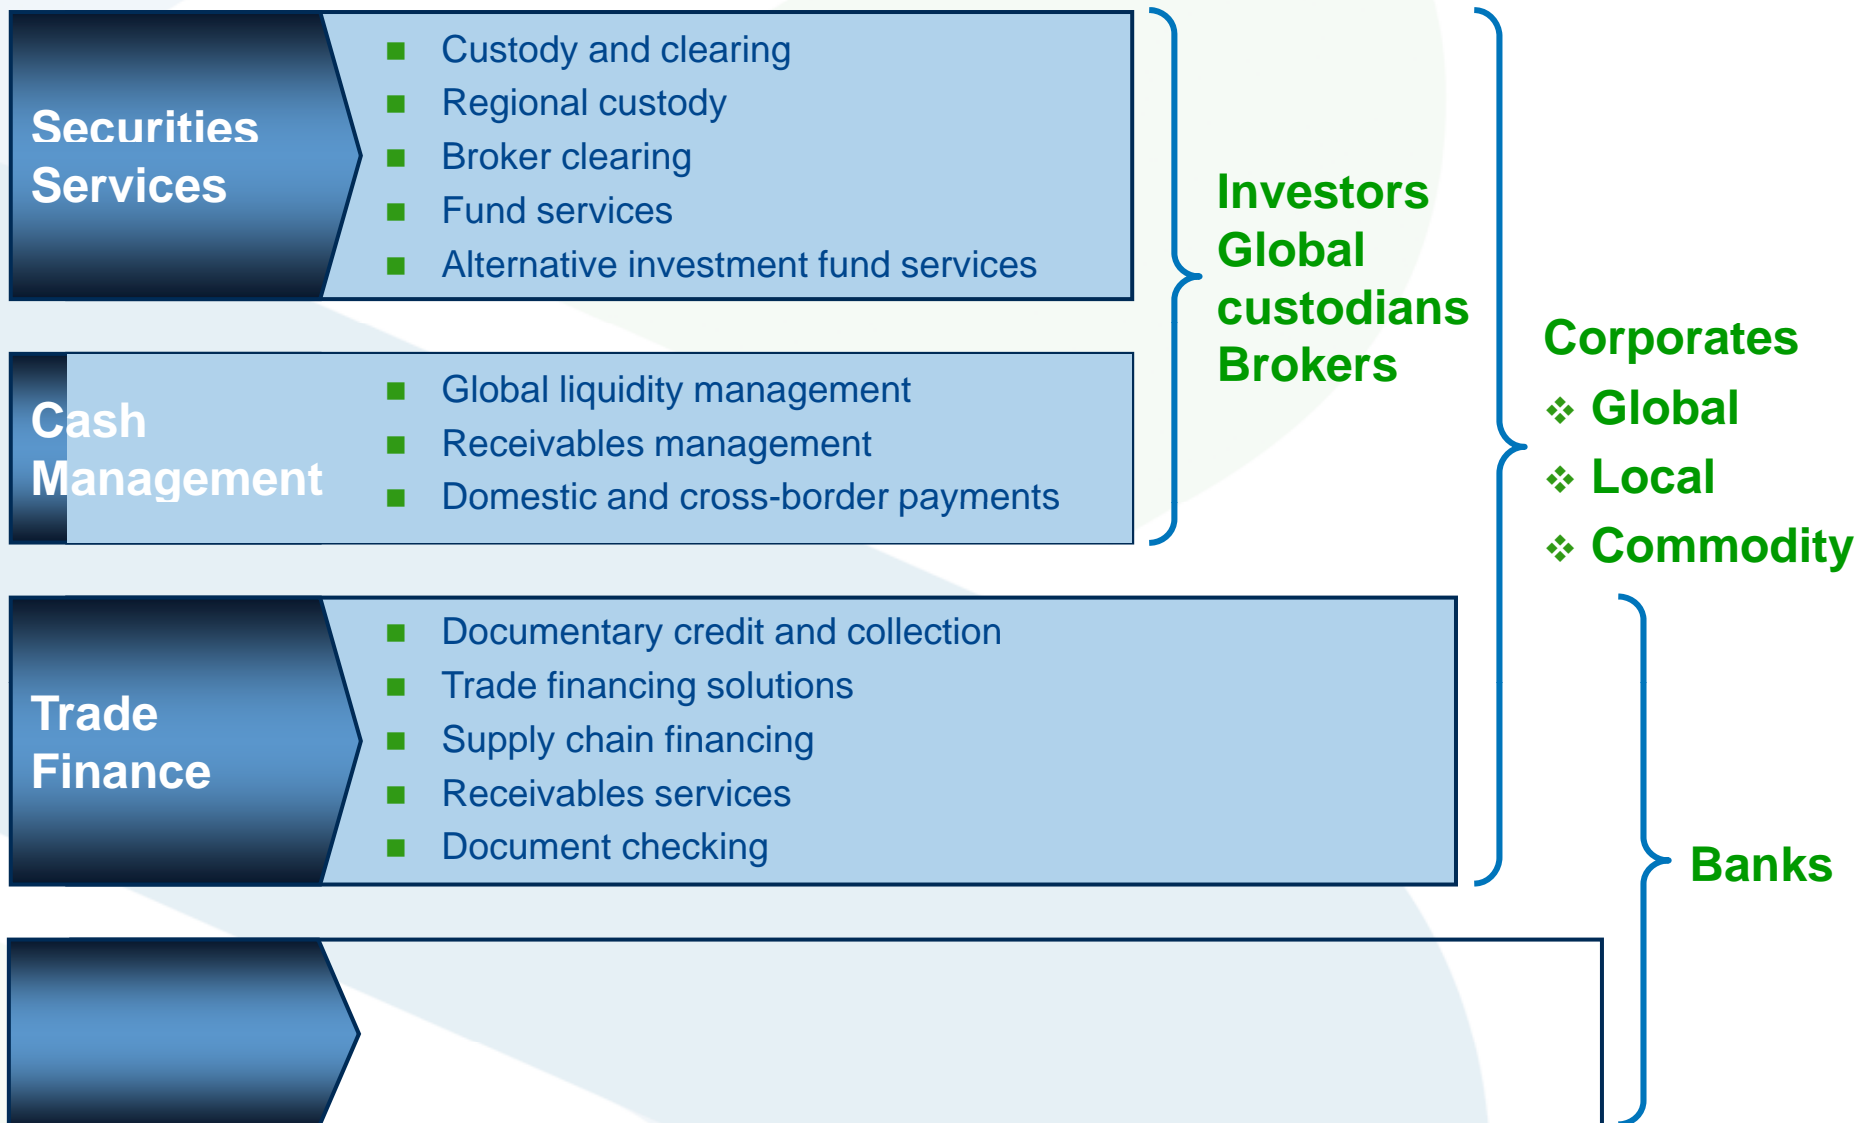 Securities
Services
Custody and clearing
Regional custody
Broker clearing
Fund services
Alternative investment fund services
Cash
Management
Global liquidity management
Receivables management
Domestic and cross-border payments
Trade
Finance
Documentary credit and collection
Trade financing solutions
Supply chain financing
Receivables services
Document checking
Investors
Global
custodians
Brokers
Corporates
Global
Local
Commodity
Banks